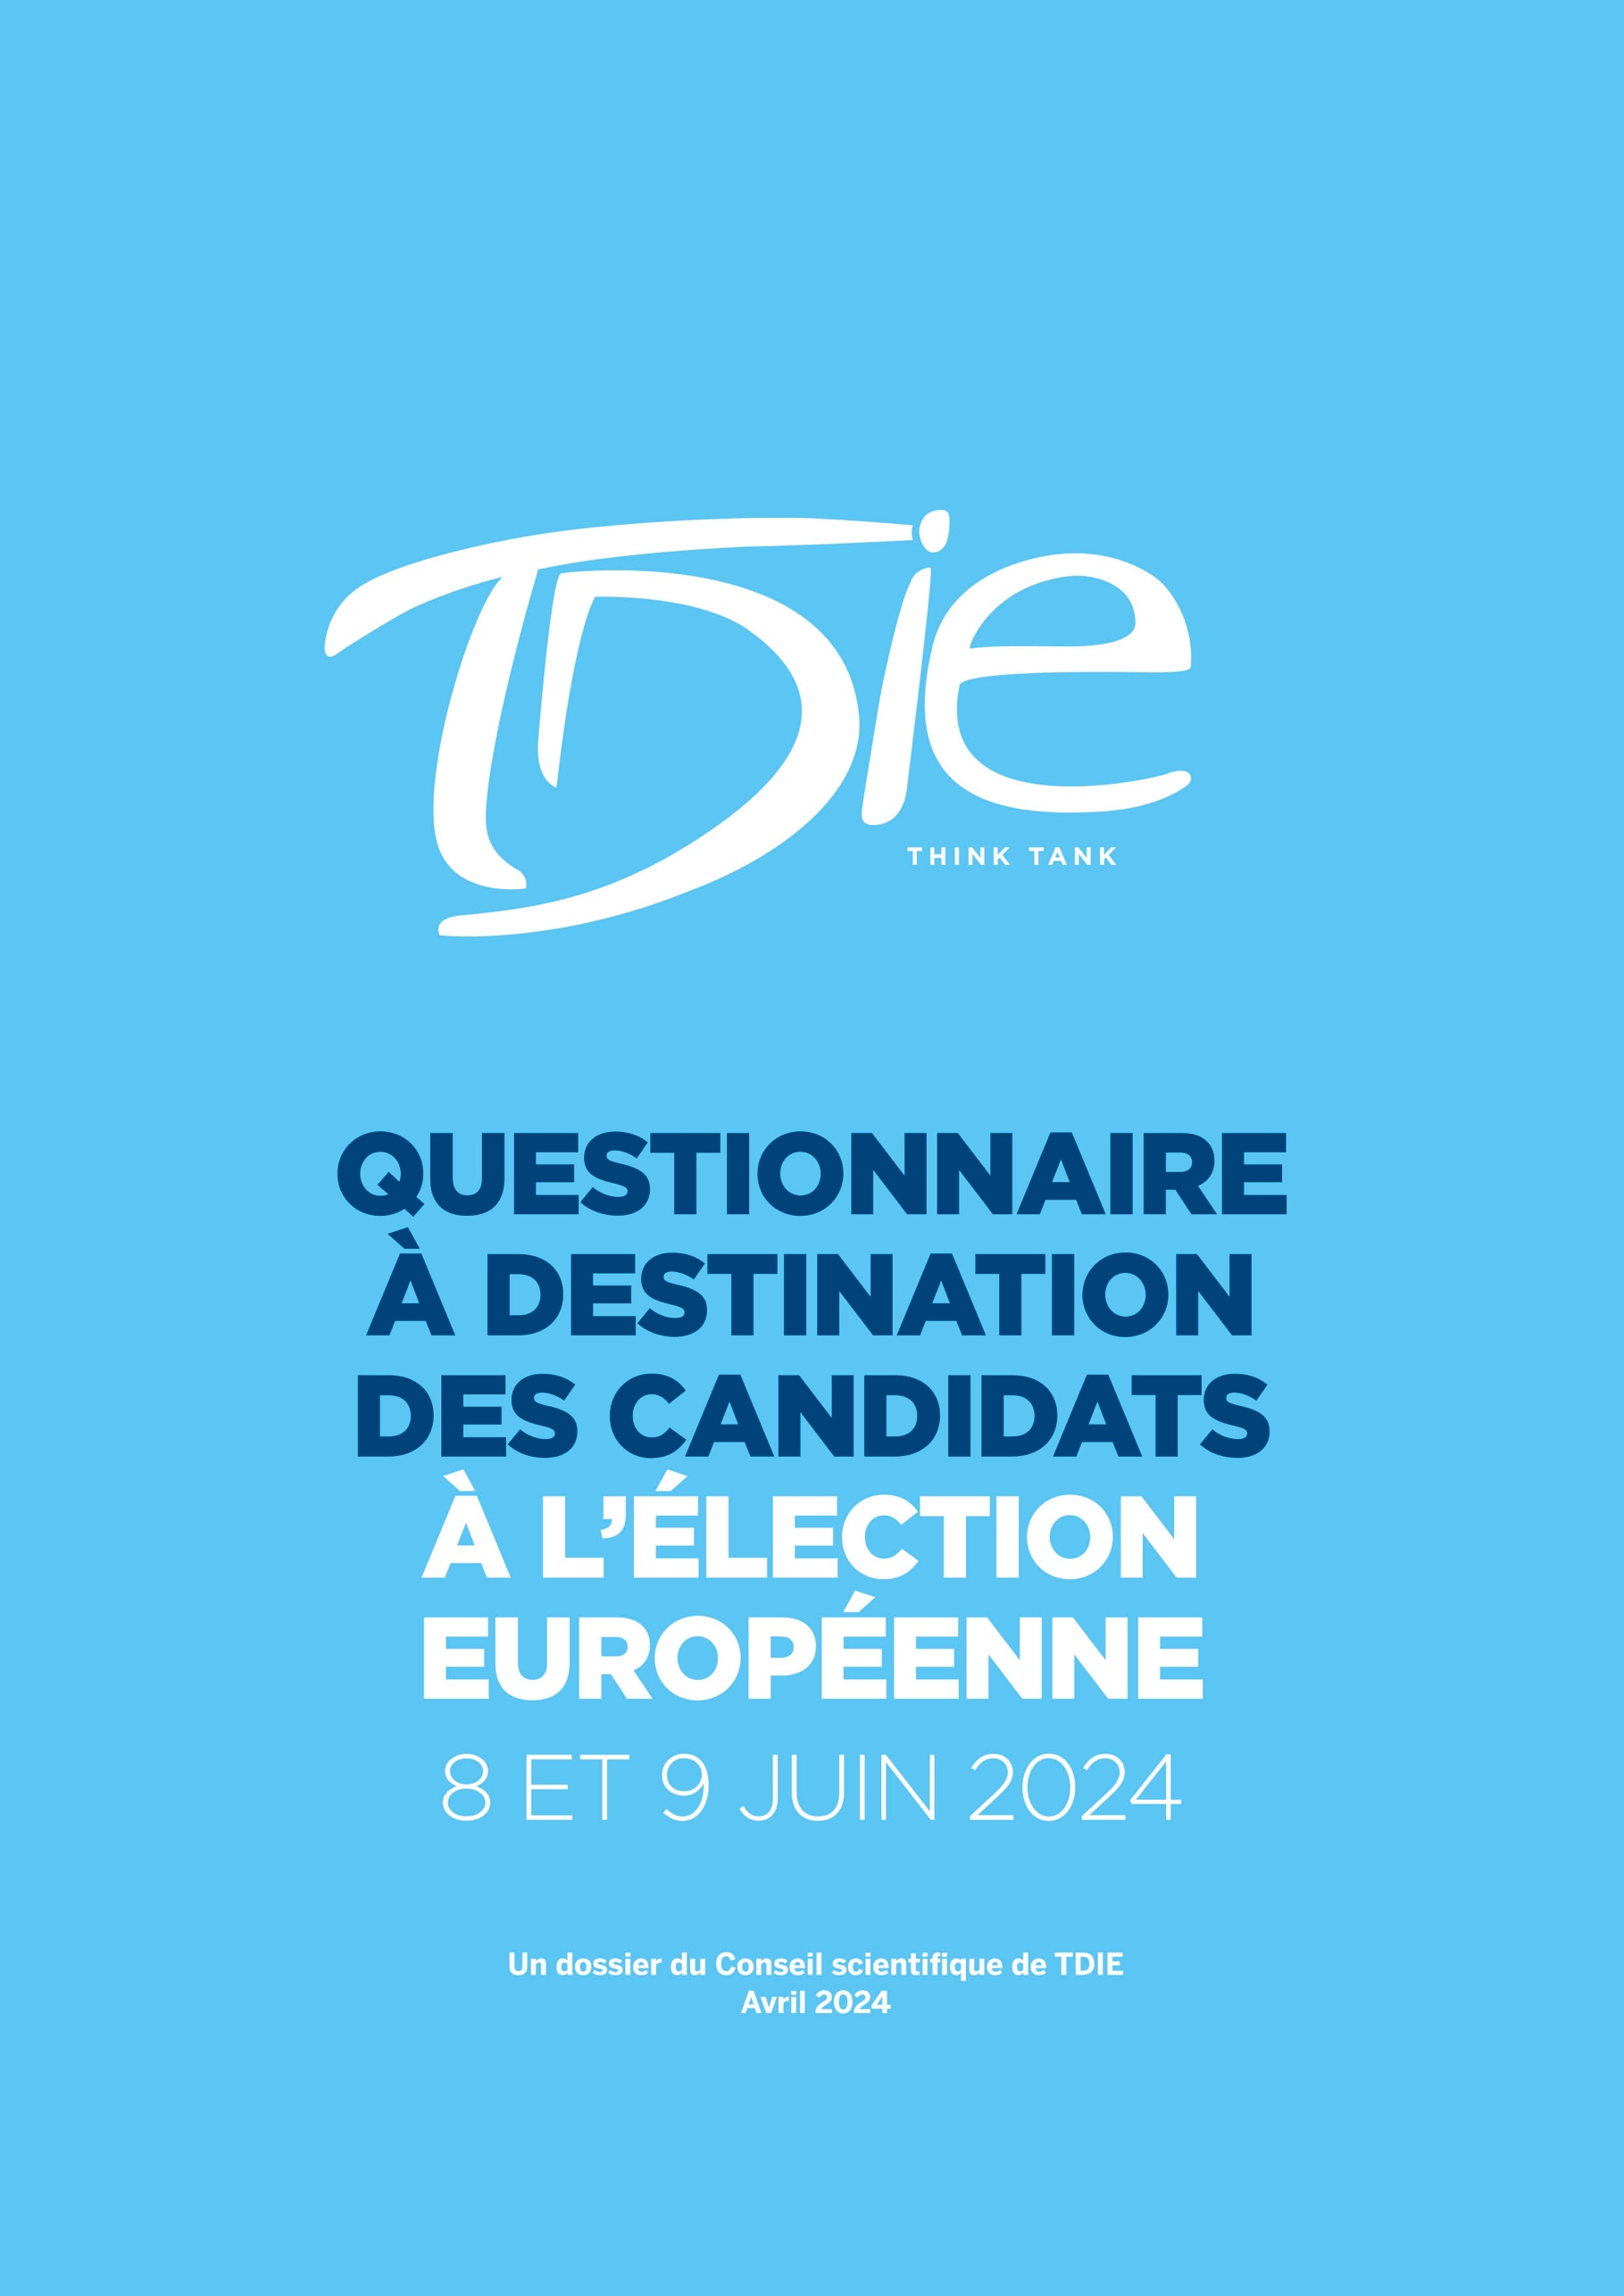 TDIE
THINK TANK
QUESTIONNAIRE
À DESTINATION
DES CANDIDATS
À L’ÉLECTION
EUROPÉENNE
8 ET 9 JUIN 2024
Un dossier du Conseil scientifique de TDIE
Avril 2024